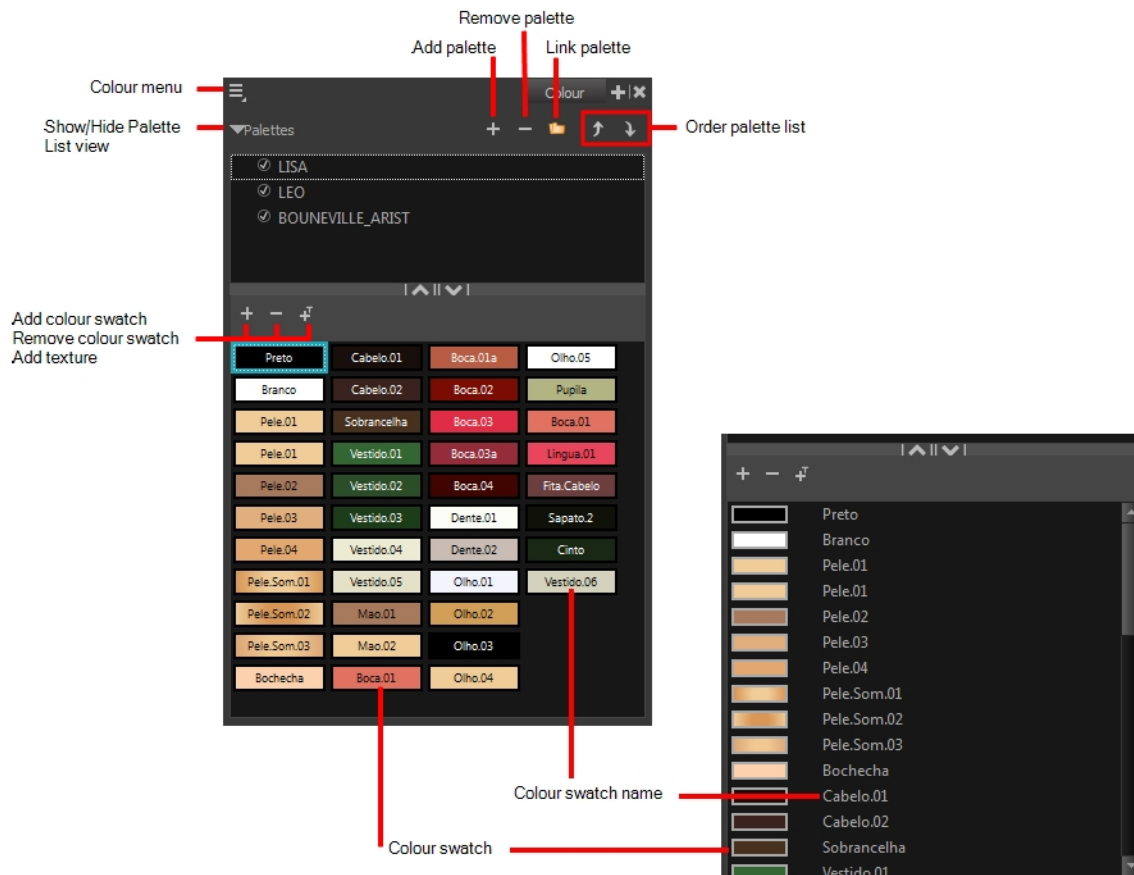 Remove palette
Add palette
Link palette
Colour menu
Colour
Show/Hide Palette
List view
Palettes
Order palette list
LISA
LEO
BOUNEVILLE_ARIST
Add colour swatch
Remove colour swatch
Add texture
T
Preto Cabelo.01 Boca.01a Olho.05
Branco Cabelo.02 Boca.02 Pupila
Pele.01 Sobrancelha Boca.03 Boca.01
Pele.01 Vestido.01 Boca.03a Lingua.01
Pele.02 Vestido.02 Boca.04 Fita.Cabelo
Pele.03 Vestido.03 Dente.01 Sapato.2
Pele.04 Vestido.04 Dente.02 Cinto
Pele.Som.01 Vestido.05 Olho.01 Vestido.06
Pele.Som.02 Mao.01 Olho.02
Pele.Som.03 Mao.02 Olho.03
Bochecha Boca.01 Olho.04
T
Preto
Branco
Pele.01
Pele.01
Pele.02
Pele.03
Pele.04
Pele.Som.01
Pele.Som.02
Pele.Som.03
Bochecha
Cabelo.01
Cabelo.02
Sobrancelha
Vestido.01
Colour swatch name
Colour swatch